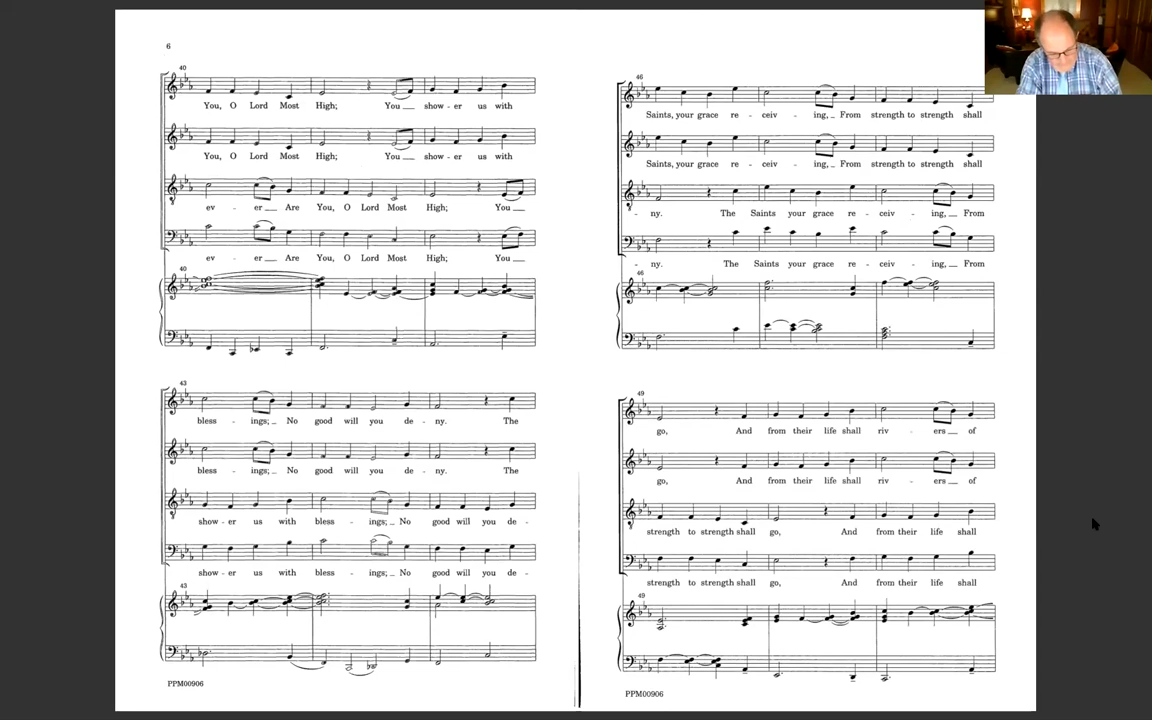 6
40
You, O Lord Most High; You show - er us with
You, O Lord Most High; You show - er us with
ev - er Are You, O Lord Most High; You
ev - er Are You, O Lord Most High; You
40
43
bless - ings; No good will you de - ny. The
bless - ings; No good will you de - ny. The
show - er us with bless - ings; No good will you de -
show - er us with bless - ings; No good will you de -
43
PPM00906
46
Saints, your grace re - ceiv - ing, From strength to strength shall
Saints, your grace re - ceiv - ing, From strength to strength shall
- ny. The Saints your grace re - ceiv - ing, From
- ny. The Saints your grace re - ceiv - ing, From
46
49
go, And from their life shall riv - ers of
go, And from their life shall riv - ers of
strength to strength shall go, And from their life shall
strength to strength shall go, And from their life shall
49
PPM00906